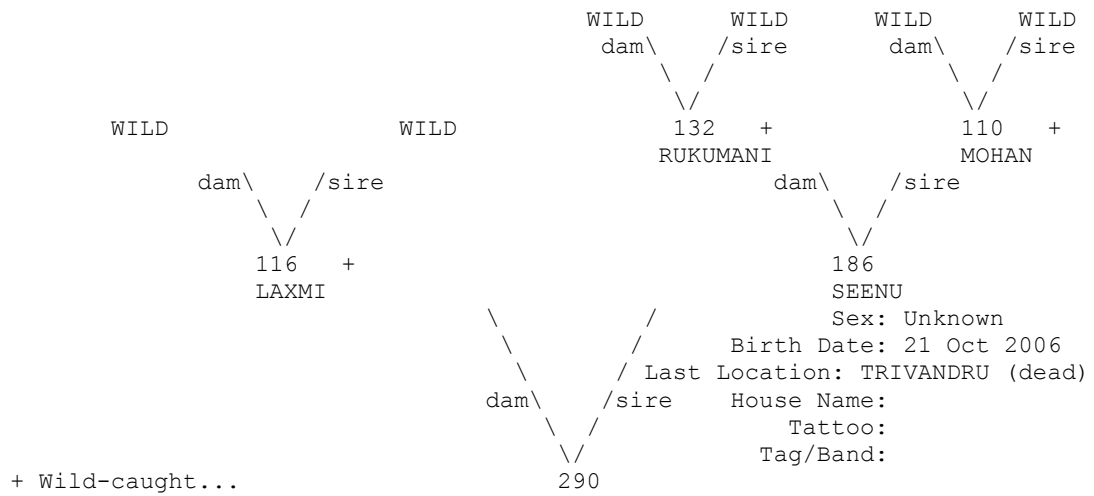 WILD WILD WILD WILD
dam\ /sire dam\ /sire
\ / \ /
\/ \/
WILD WILD 132 + 110 +
RUKUMANI MOHAN
dam\ /sire dam\ /sire
\ / \ /
\/ \/
116 + 186
LAXMI SEENU
\ / Sex: Unknown
\ / Birth Date: 21 Oct 2006
\ / Last Location: TRIVANDRU (dead)
dam\ /sire House Name:
\ / Tattoo:
\/ Tag/Band:
+ Wild-caught... 290